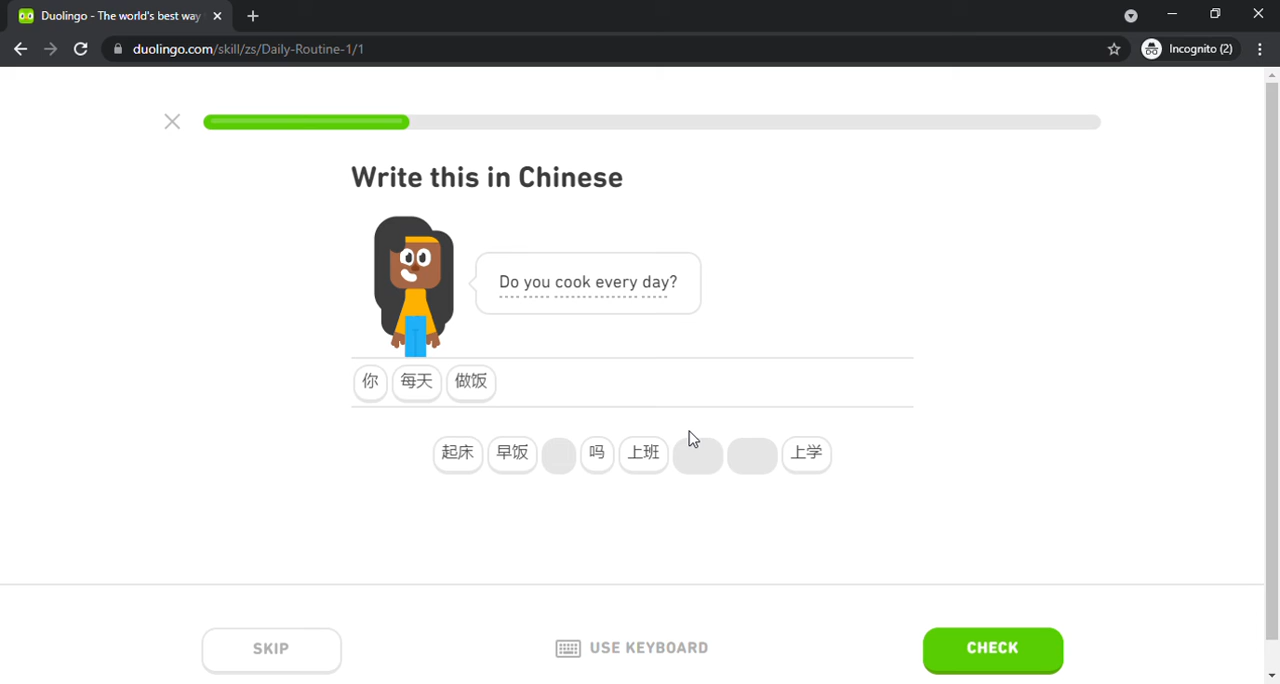 Duolingo - The world's best way
duolingo.com/skill/zs/Daily-Routine-1/1
Incognito (2)
Write this in Chinese
Do you cook every day?
你 每天 做饭
起床 早饭 吗 上班 上学
SKIP
USE KEYBOARD
CHECK